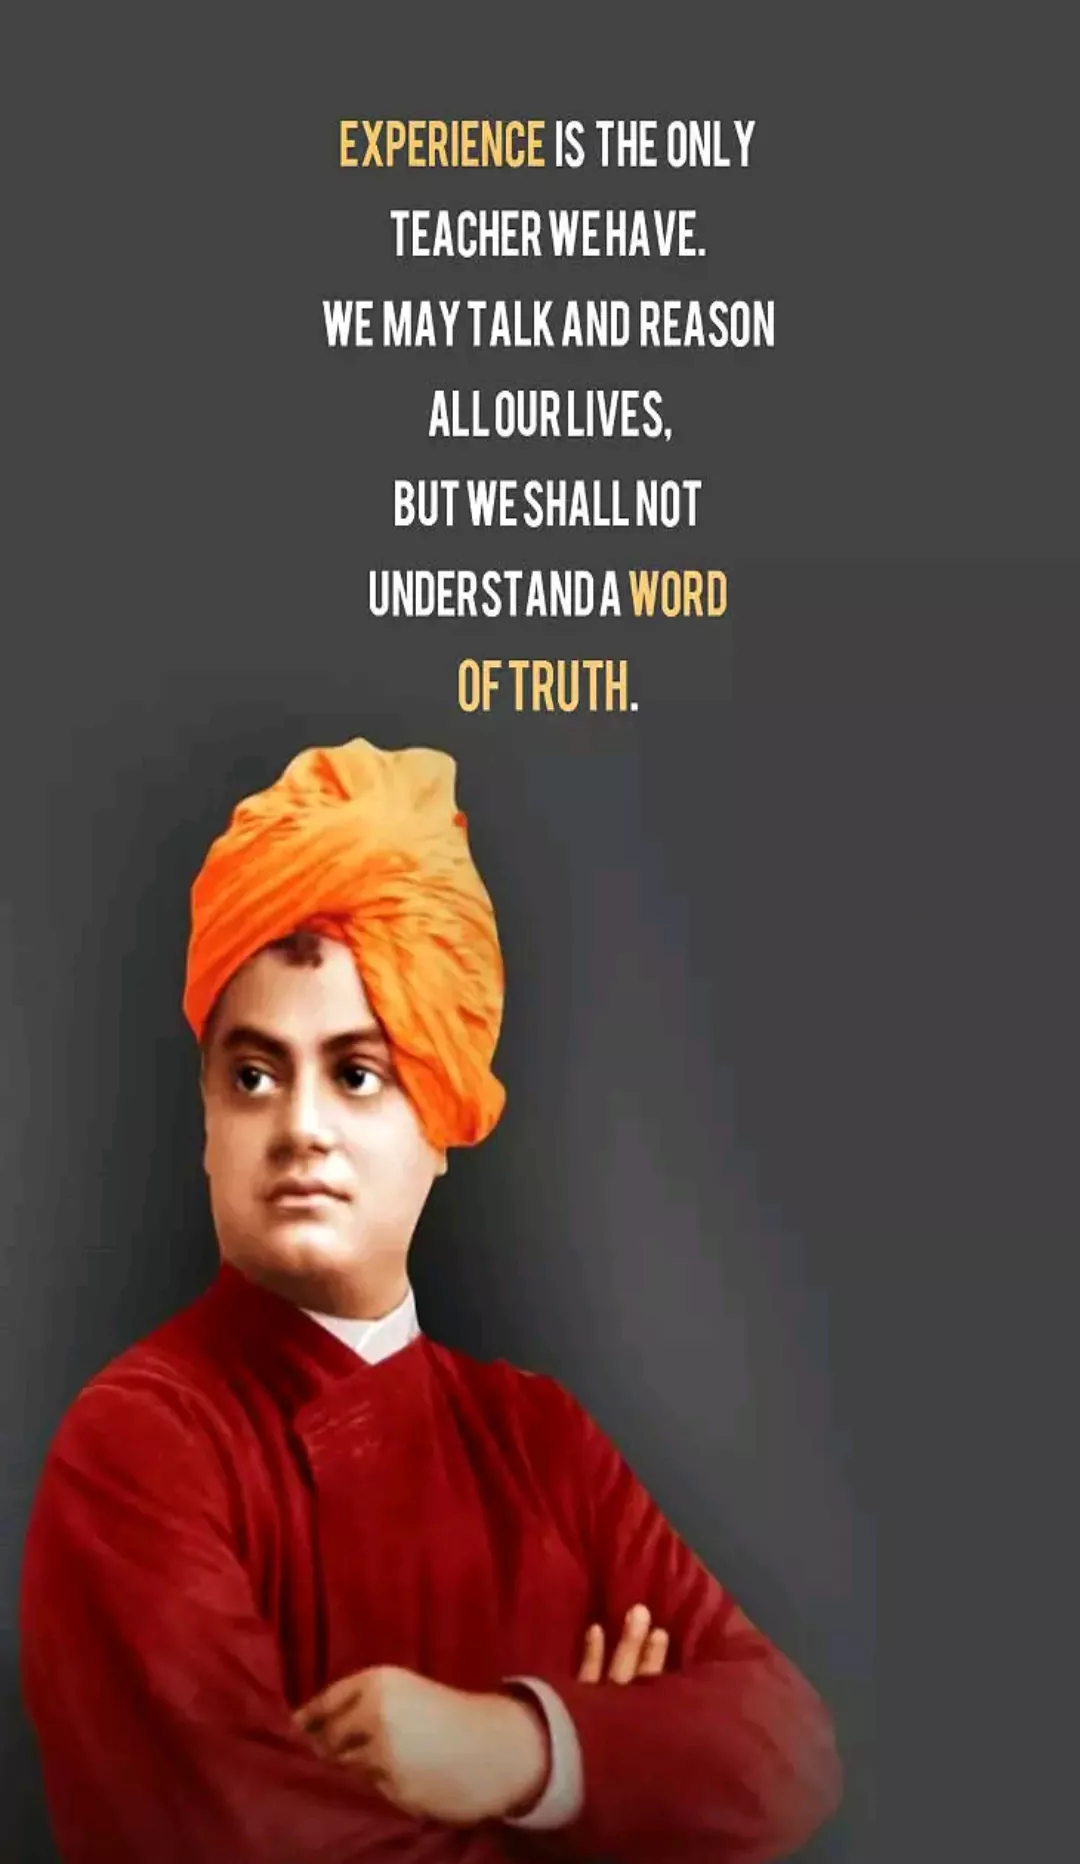 EXPERIENCE IS THE ONLY
TEACHER WE HAVE.
WE MAY TALK AND REASON
ALL OUR LIVES,
BUT WE SHALL NOT
UNDERSTAND A WORD
OF TRUTH.